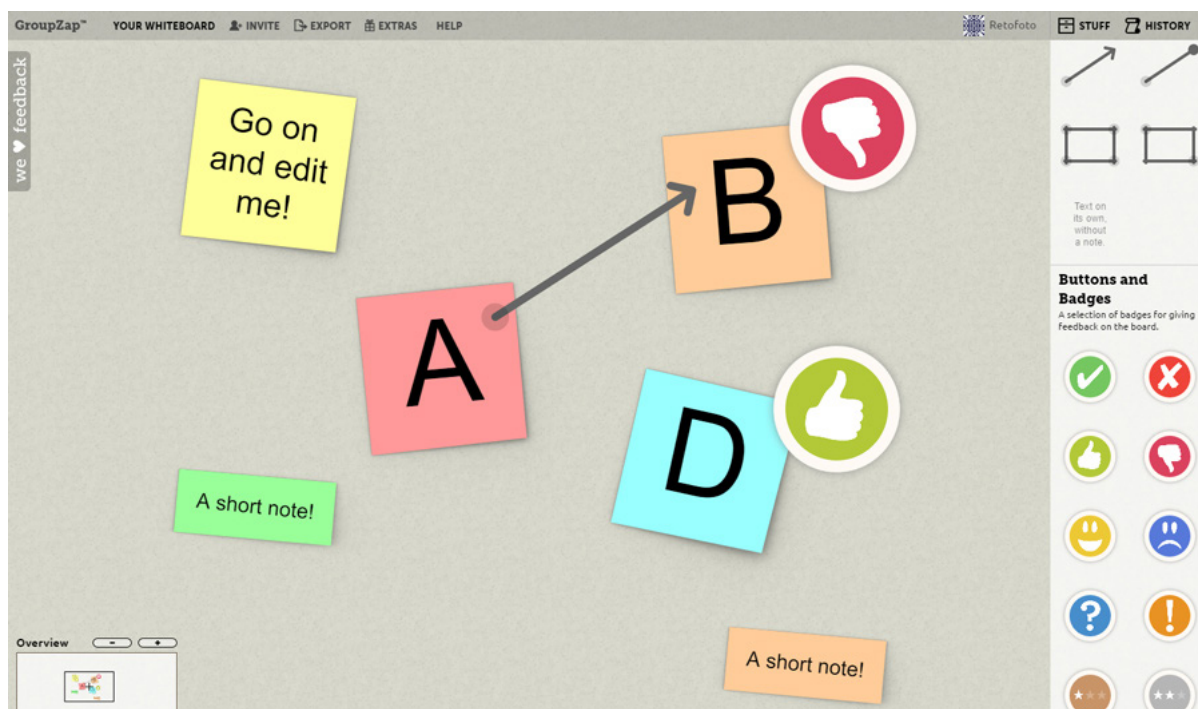 GroupZap™
YOUR WHITEBOARD
INVITE
EXPORT
EXTRAS
HELP
Retofoto
STUFF
HISTORY
we ♥ feedback
Go on
and edit
me!
B
A
D
A short note!
A short note!
Text on
its own,
without
a note.
Buttons and
Badges
A selection of badges for giving
feedback on the board.
?
!
Overview
-
+